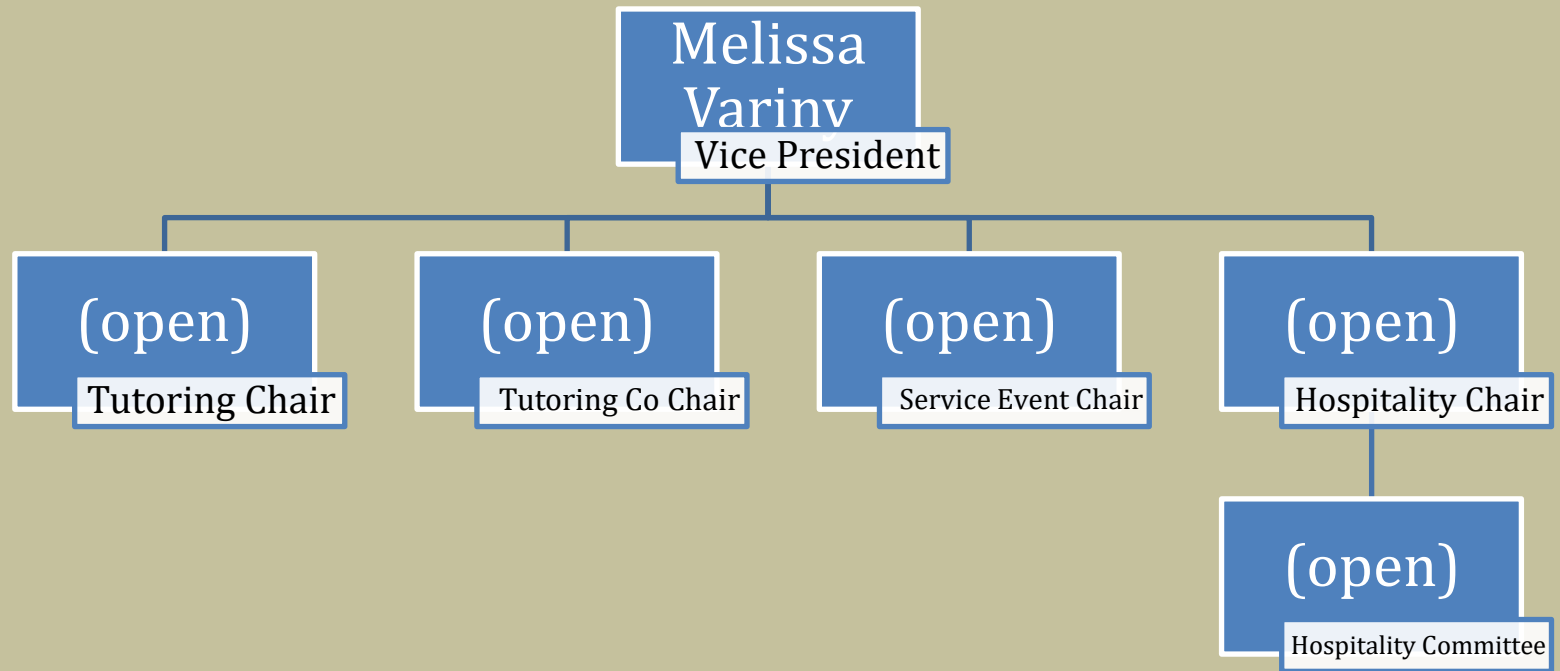 Melissa
Variny
Vice President
(open)
Tutoring Chair
(open)
Tutoring Co Chair
(open)
Service Event Chair
(open)
Hospitality Chair
(open)
Hospitality Committee